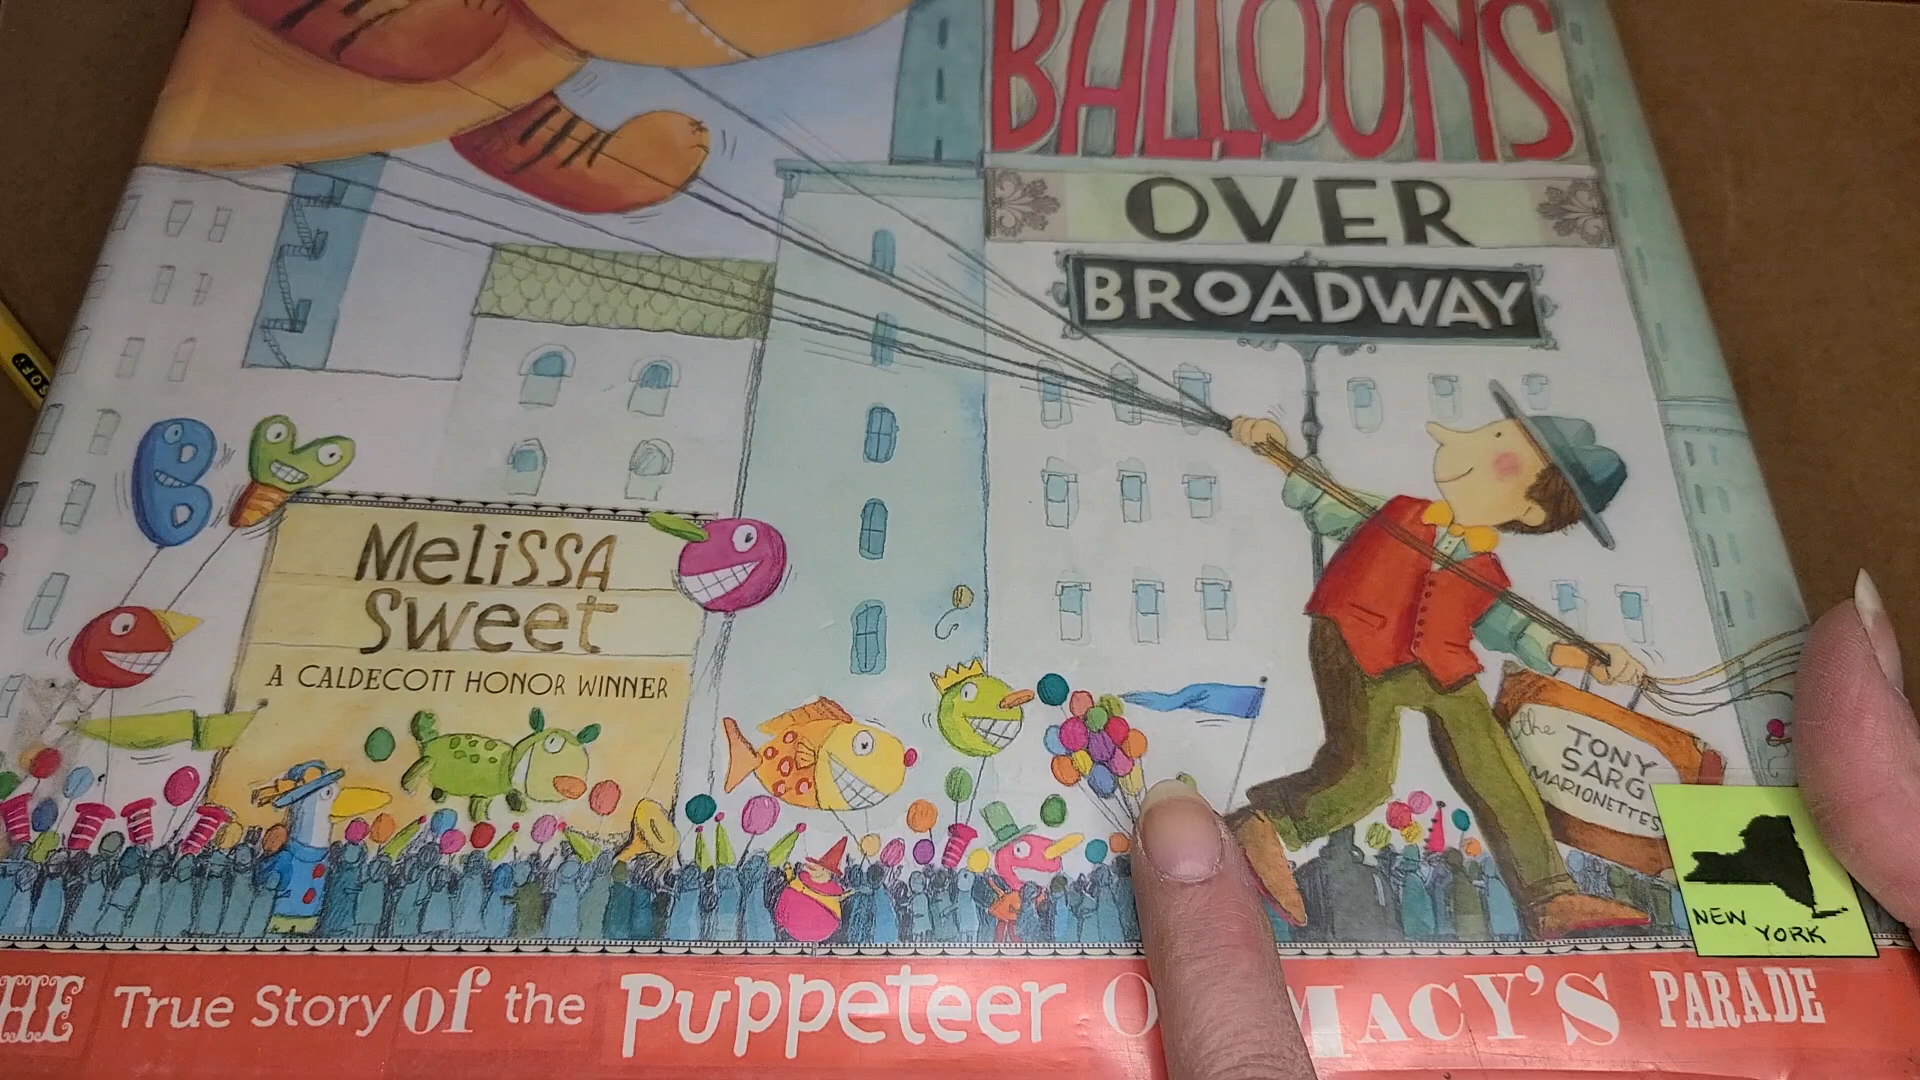 BALLOONS
OVER
BROADWAY
MeLiSSA
Sweet
A CALDECOTT HONOR WINNER
the TONY
SARG
MARIONETTES
NEW YORK
HE True Story of the Puppeteer O MACY'S PARADE
SOFT
B